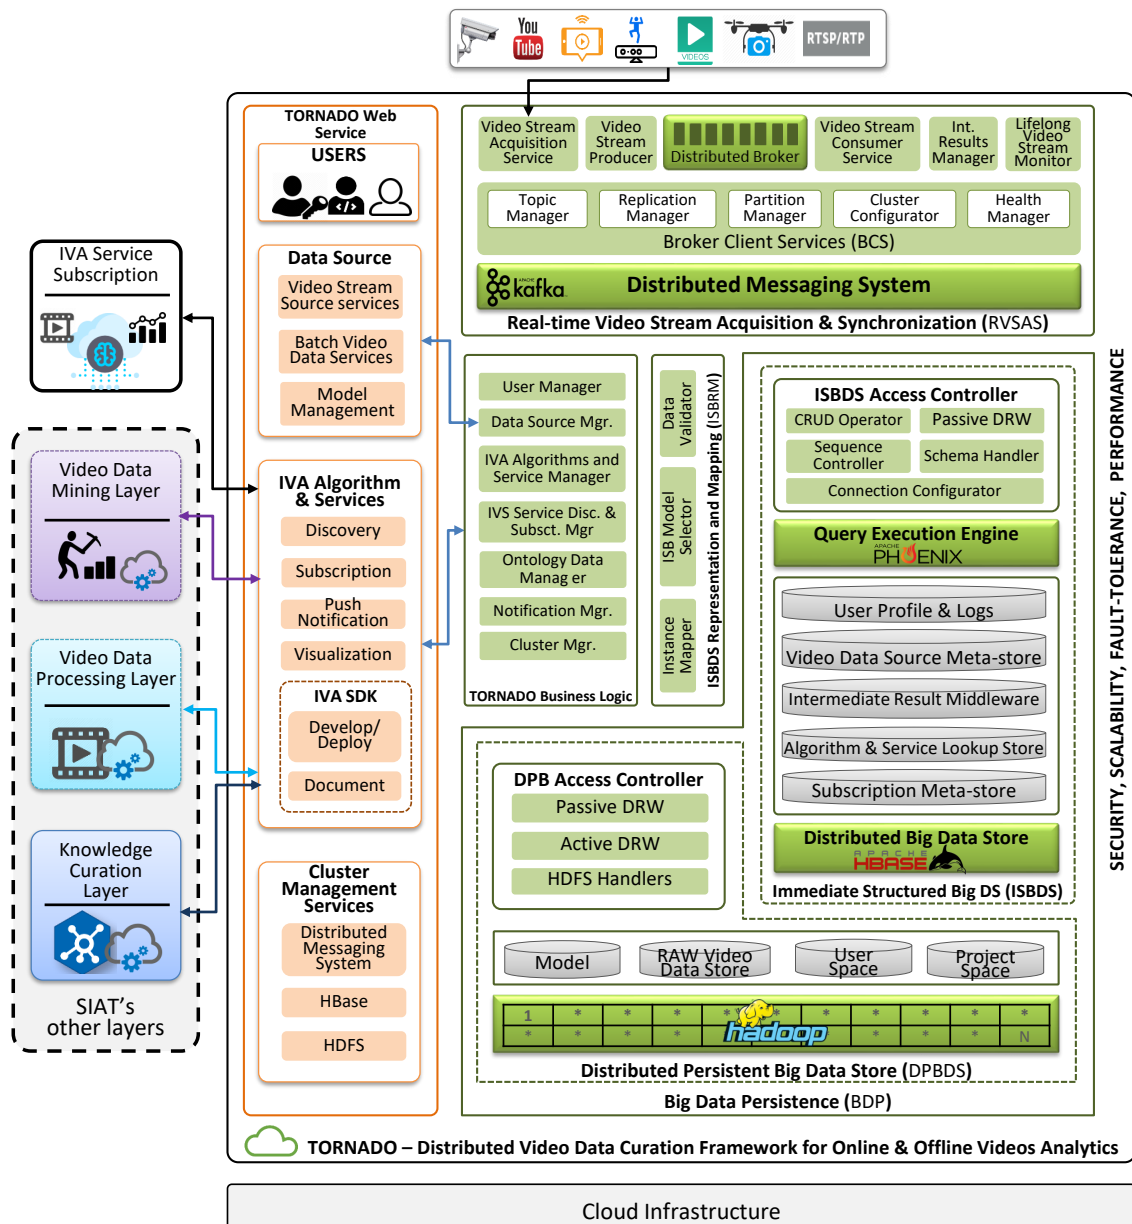 You
Tube
VIDEOS
RTSP/RTP
TORNADO Web
Service
USERS
</>
Data Source
Video Stream
Source services
Batch Video
Data Services
Model
Management
IVA Algorithm
& Services
Discovery
Subscription
Push
Notification
Visualization
IVA SDK
Develop/
Deploy
Document
Cluster
Management
Services
Distributed
Messaging
System
HBase
HDFS
IVA Service
Subscription
Video Data
Mining Layer
Video Data
Processing Layer
Knowledge
Curation
Layer
SIAT's
other layers
Video Stream
Acquisition
Service
Video
Stream
Producer
Distributed Broker
Video Stream
Consumer
Service
Int.
Results
Manager
Lifelong
Video
Stream
Monitor
Topic
Manager
Replication
Manager
Partition
Manager
Cluster
Configurator
Health
Manager
Broker Client Services (BCS)
APACHE
kafka
Distributed Messaging System
Real-time Video Stream Acquisition & Synchronization (RVSAS)
User Manager
Data Source Mgr.
IVA Algorithms and
Service Manager
IVS Service Disc. &
Subsct. Mgr
Ontology Data
Manag er
Notification Mgr.
Cluster Mgr.
TORNADO Business Logic
Data
Validator
ISB Model
Selector
Instance
Mapper
ISBDS Representation and Mapping (ISBRM)
ISBDS Access Controller
CRUD Operator
Passive DRW
Sequence
Controller
Schema Handler
Connection Configurator
Query Execution Engine
APACHE
PHOENIX
User Profile & Logs
Video Data Source Meta-store
Intermediate Result Middleware
Algorithm & Service Lookup Store
Subscription Meta-store
Distributed Big Data Store
APACHE
HBASE
Immediate Structured Big DS (ISBDS)
DPB Access Controller
Passive DRW
Active DRW
HDFS Handlers
Model
RAW Video
Data Store
User
Space
Project
Space
1 * * * * * * * * * *
hadoop
* * * * * * * * N
Distributed Persistent Big Data Store (DPBDS)
Big Data Persistence (BDP)
SECURITY, SCALABILITY, FAULT-TOLERANCE, PERFORMANCE
TORNADO – Distributed Video Data Curation Framework for Online & Offline Videos Analytics
Cloud Infrastructure